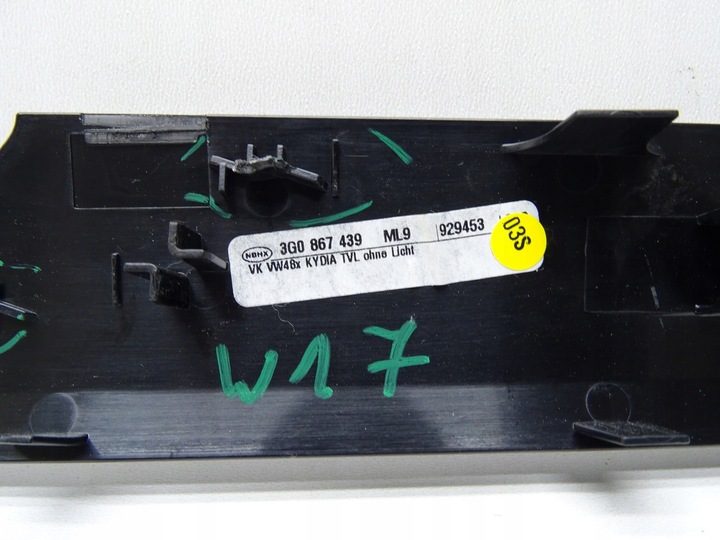 NBHX 3G0 867 439 ML9 929453
VK VW48x KYDIA TVL ohne Licht
03S
W17